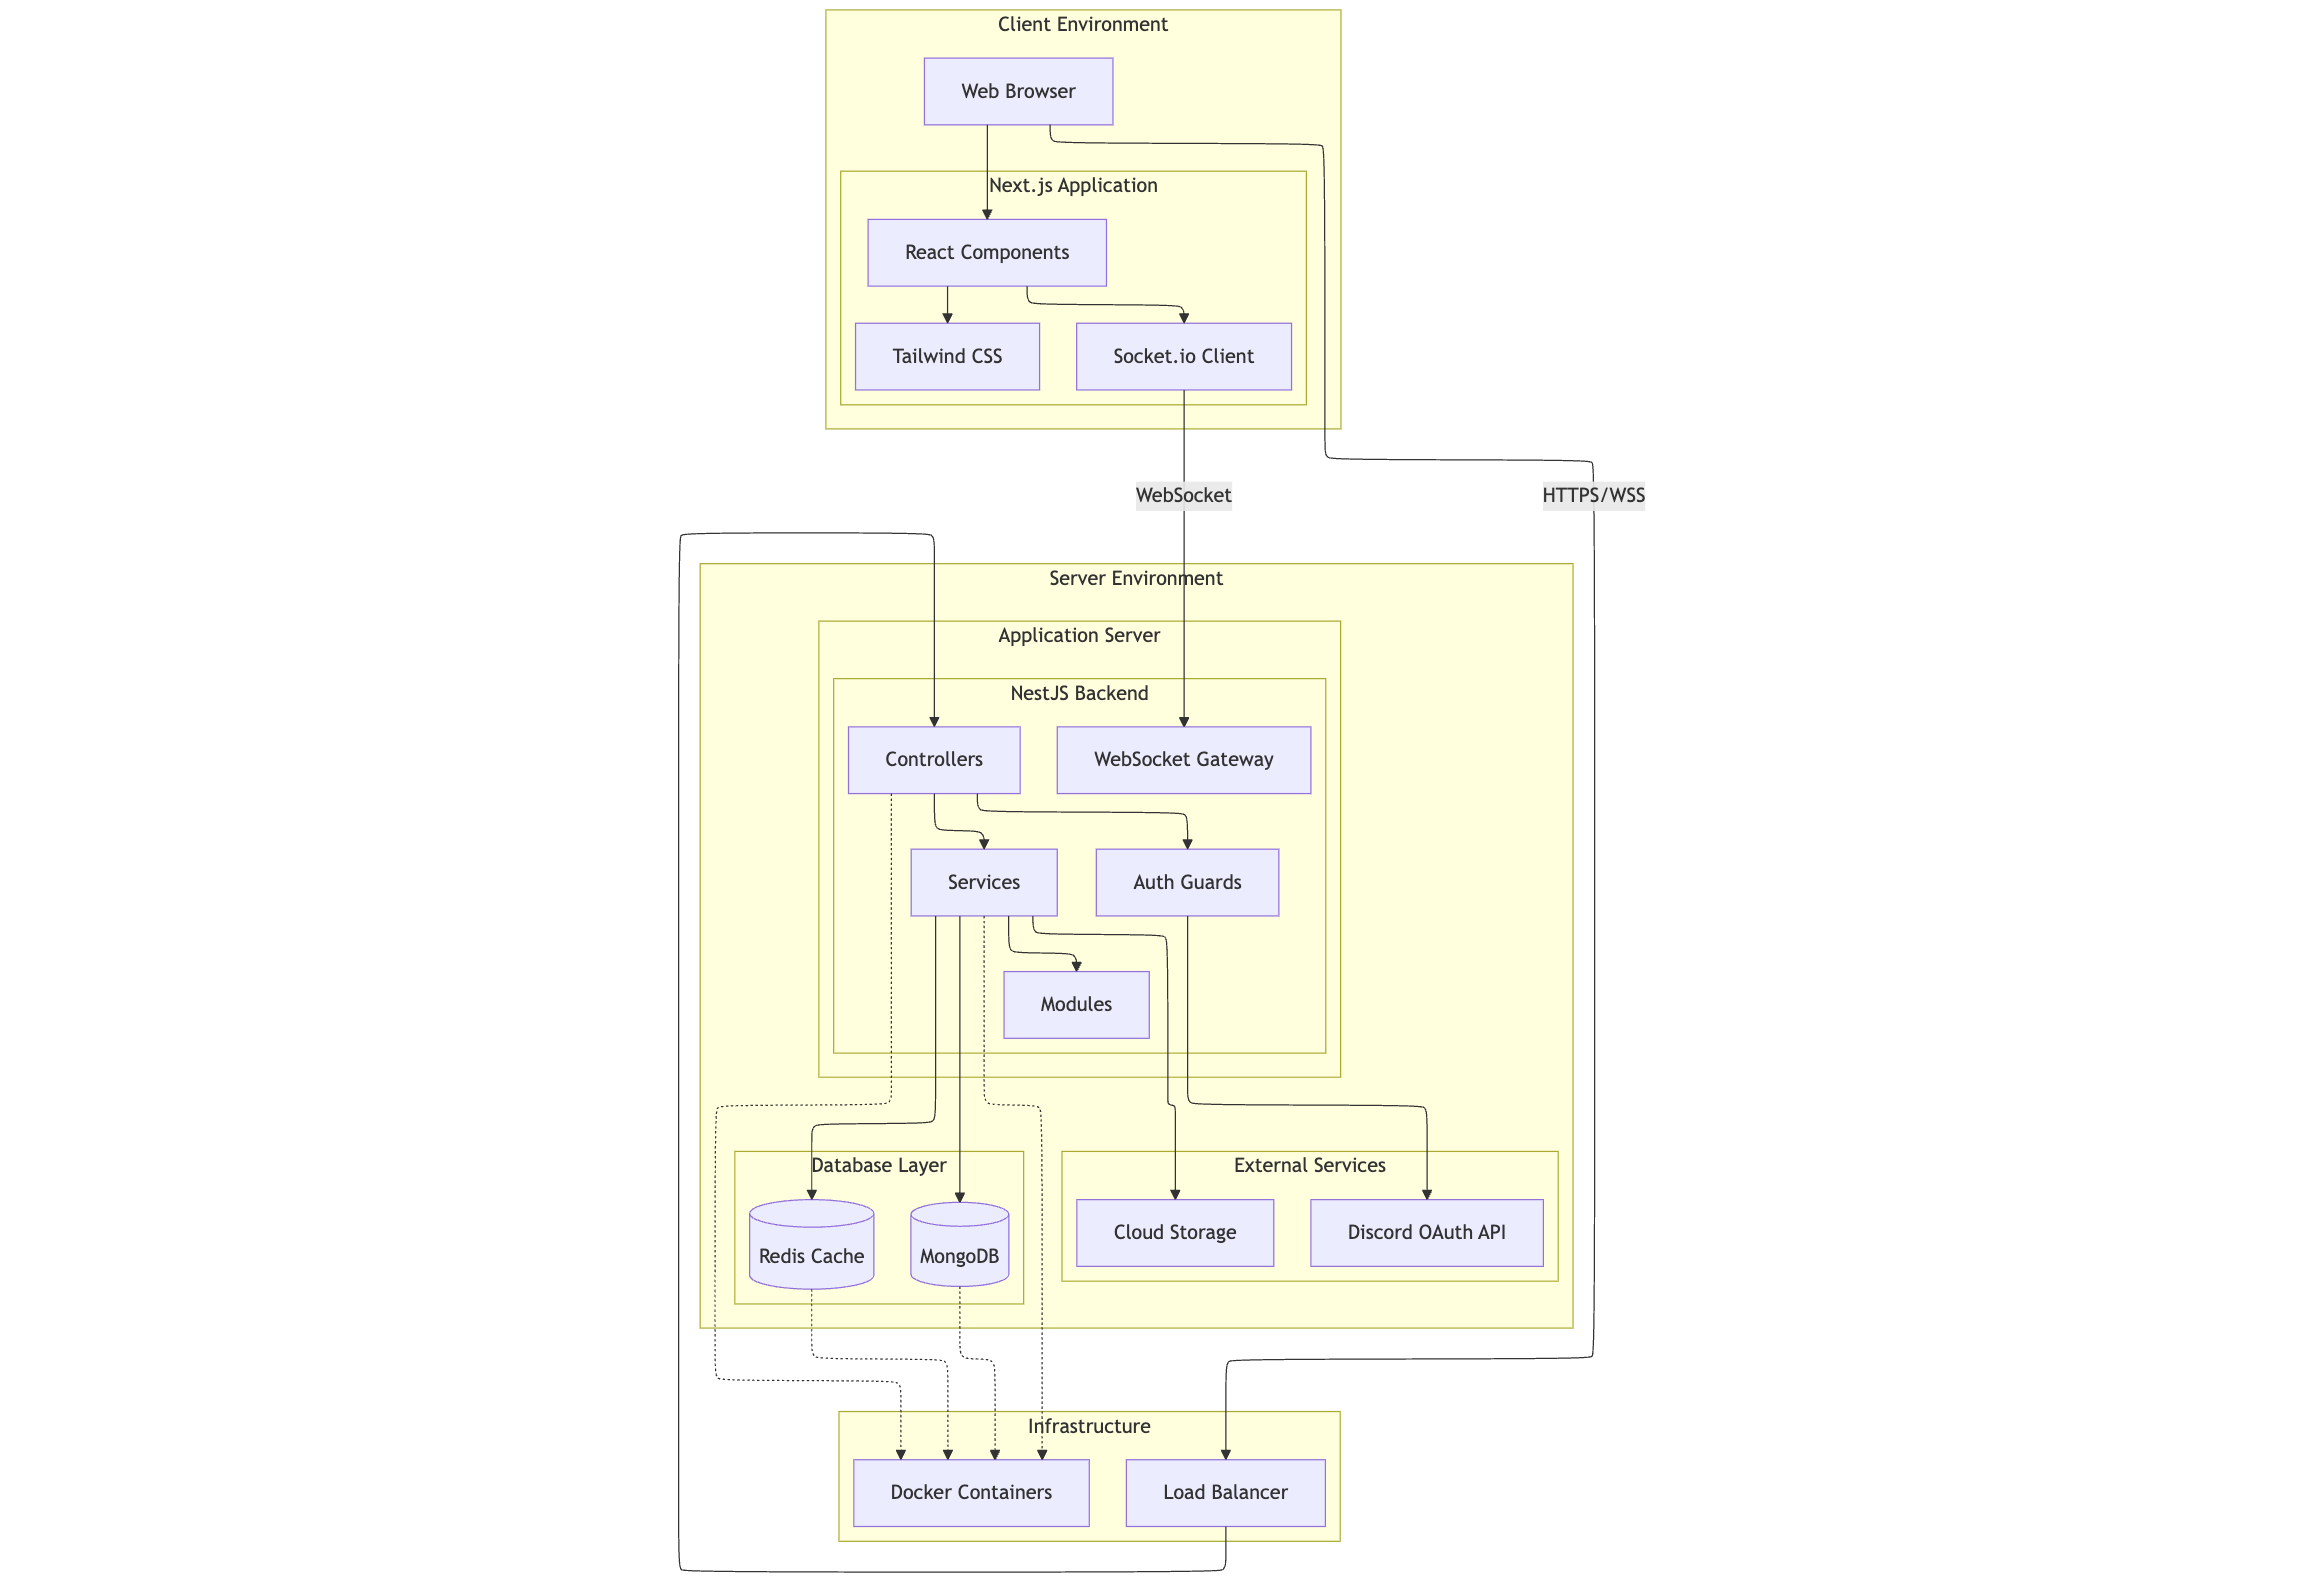 Client Environment
Web Browser
Next.js Application
React Components
Tailwind CSS
Socket.io Client
WebSocket
HTTPS/WSS
Server Environment
Application Server
NestJS Backend
Controllers
WebSocket Gateway
Services
Auth Guards
Modules
Database Layer
External Services
Redis Cache
MongoDB
Cloud Storage
Discord OAuth API
Infrastructure
Docker Containers
Load Balancer